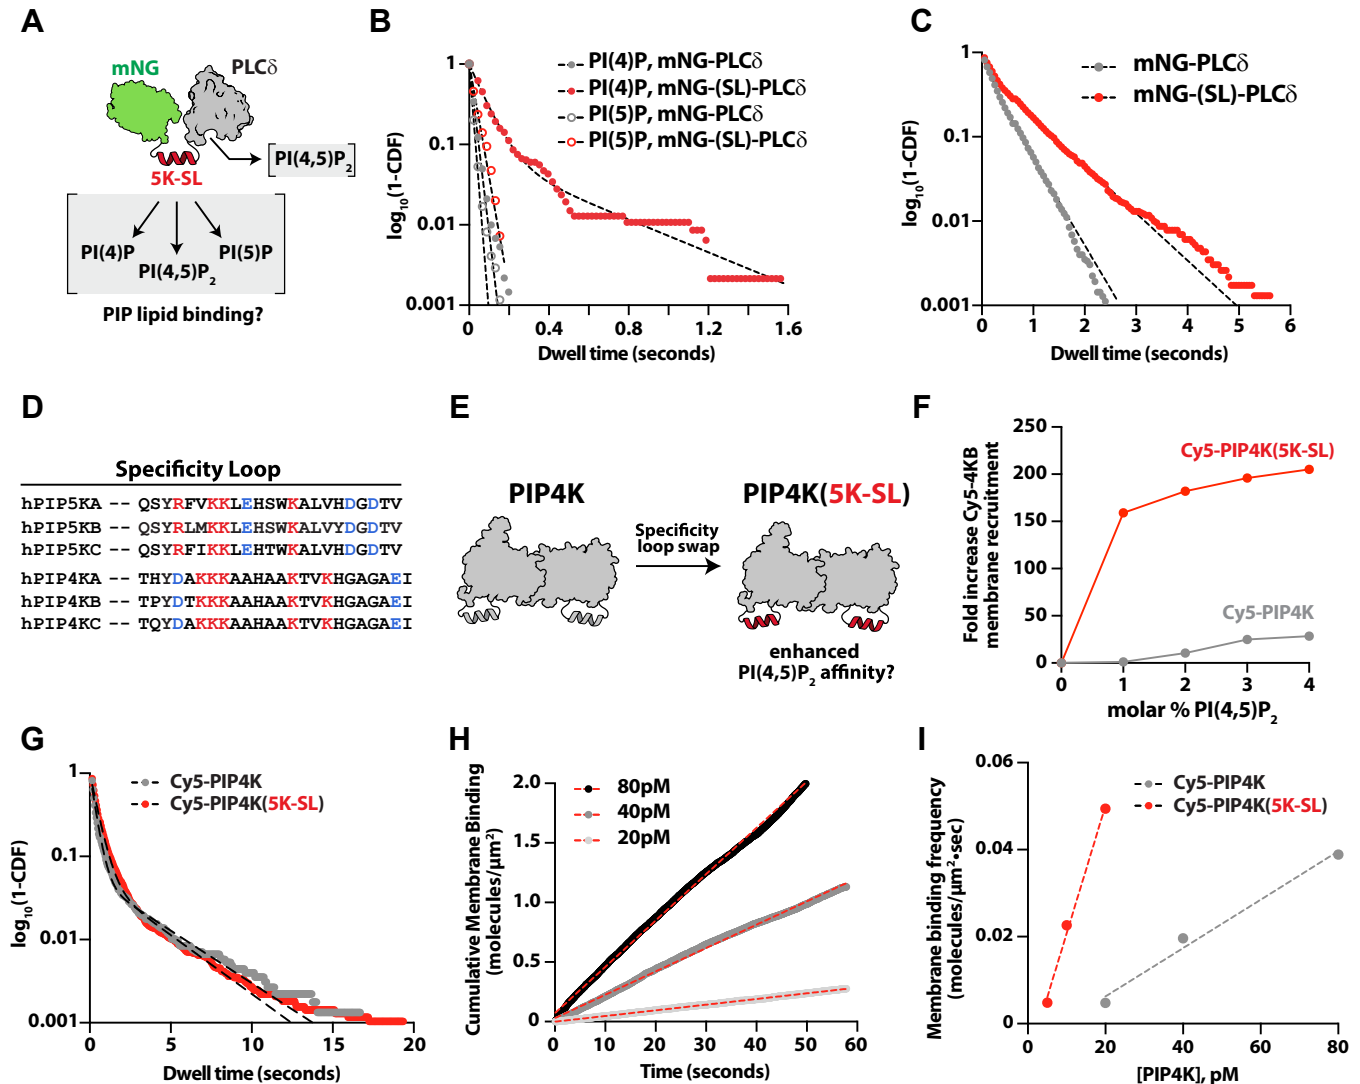 A
mNG
PLCδ
5K-SL
[PI(4,5)P2]
PI(4)P
PI(5)P
PI(4,5)P2
PIP lipid binding?
B
PI(4)P, mNG-PLCδ
PI(4)P, mNG-(SL)-PLCδ
PI(5)P, mNG-PLCδ
PI(5)P, mNG-(SL)-PLCδ
log10(1-CDF)
1
0.1
0.01
0.001
0 0.4 0.8 1.2 1.6
Dwell time (seconds)
C
mNG-PLCδ
mNG-(SL)-PLCδ
log10(1-CDF)
1
0.1
0.01
0.001
0 1 2 3 4 5 6
Dwell time (seconds)
D
Specificity Loop
hPIP5KA -- QSYRFVKKLEHSWKALVHDGDTV
hPIP5KB -- QSYRLMKKLEHSWKALVYDGDTV
hPIP5KC -- QSYRFIKKLEHTWKALVHDGDTV
hPIP4KA -- THYDAKKKAAHAAKTVKHGAGAEI
hPIP4KB -- TPYDTKKKAAHAAKTVKHGAGAEI
hPIP4KC -- TQYDAKKKAAHAAKTVKHGAGAEI
E
PIP4K
Specificity
loop swap
PIP4K(5K-SL)
enhanced
PI(4,5)P2 affinity?
F
Fold increase Cy5-4KB
membrane recruitment
250
200
150
100
50
0
Cy5-PIP4K(5K-SL)
Cy5-PIP4K
0 1 2 3 4
molar % PI(4,5)P2
G
Cy5-PIP4K
Cy5-PIP4K(5K-SL)
log10(1-CDF)
1
0.1
0.01
0.001
0 5 10 15 20
Dwell time (seconds)
H
Cumulative Membrane Binding
(molecules/μm2)
80pM
40pM
20pM
2.0
1.5
1.0
0.5
0
0 10 20 30 40 50 60
Time (seconds)
I
Membrane binding frequency
(molecules/μm2•sec)
Cy5-PIP4K
Cy5-PIP4K(5K-SL)
0.06
0.04
0.02
0
0 20 40 60 80
[PIP4K], pM